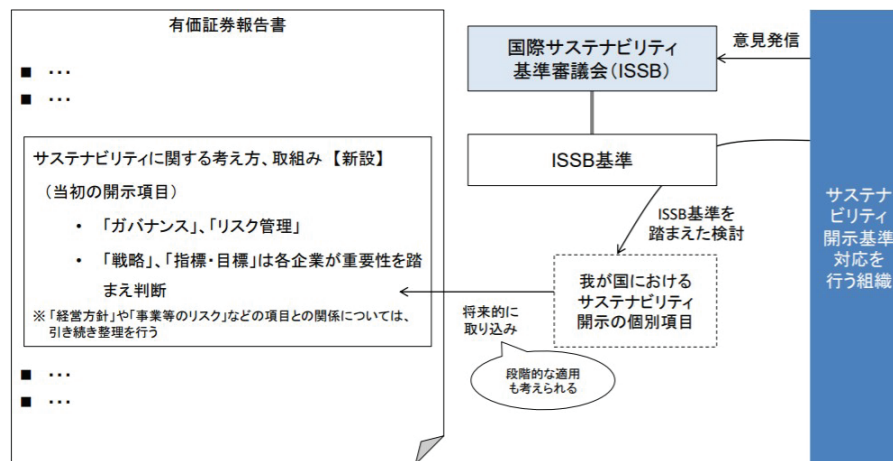 有価証券報告書
■ ・・・
■ ・・・
サステナビリティに関する考え方、取組み 【新設】
（当初の開示項目）
• 「ガバナンス」、「リスク管理」
• 「戦略」、「指標・目標」は各企業が重要性を踏
まえ判断
※「経営方針」や「事業等のリスク」などの項目との関係については、
引き続き整理を行う
■ ・・・
■ ・・・
国際サステナビリティ
基準審議会（ISSB）
意見発信
ISSB基準
ISSB基準を
踏まえた検討
我が国における
サステナビリティ
開示の個別項目
将来的に
取り込み
段階的な適用
も考えられる
サステナ
ビリティ
開示基準
対応を
行う組織